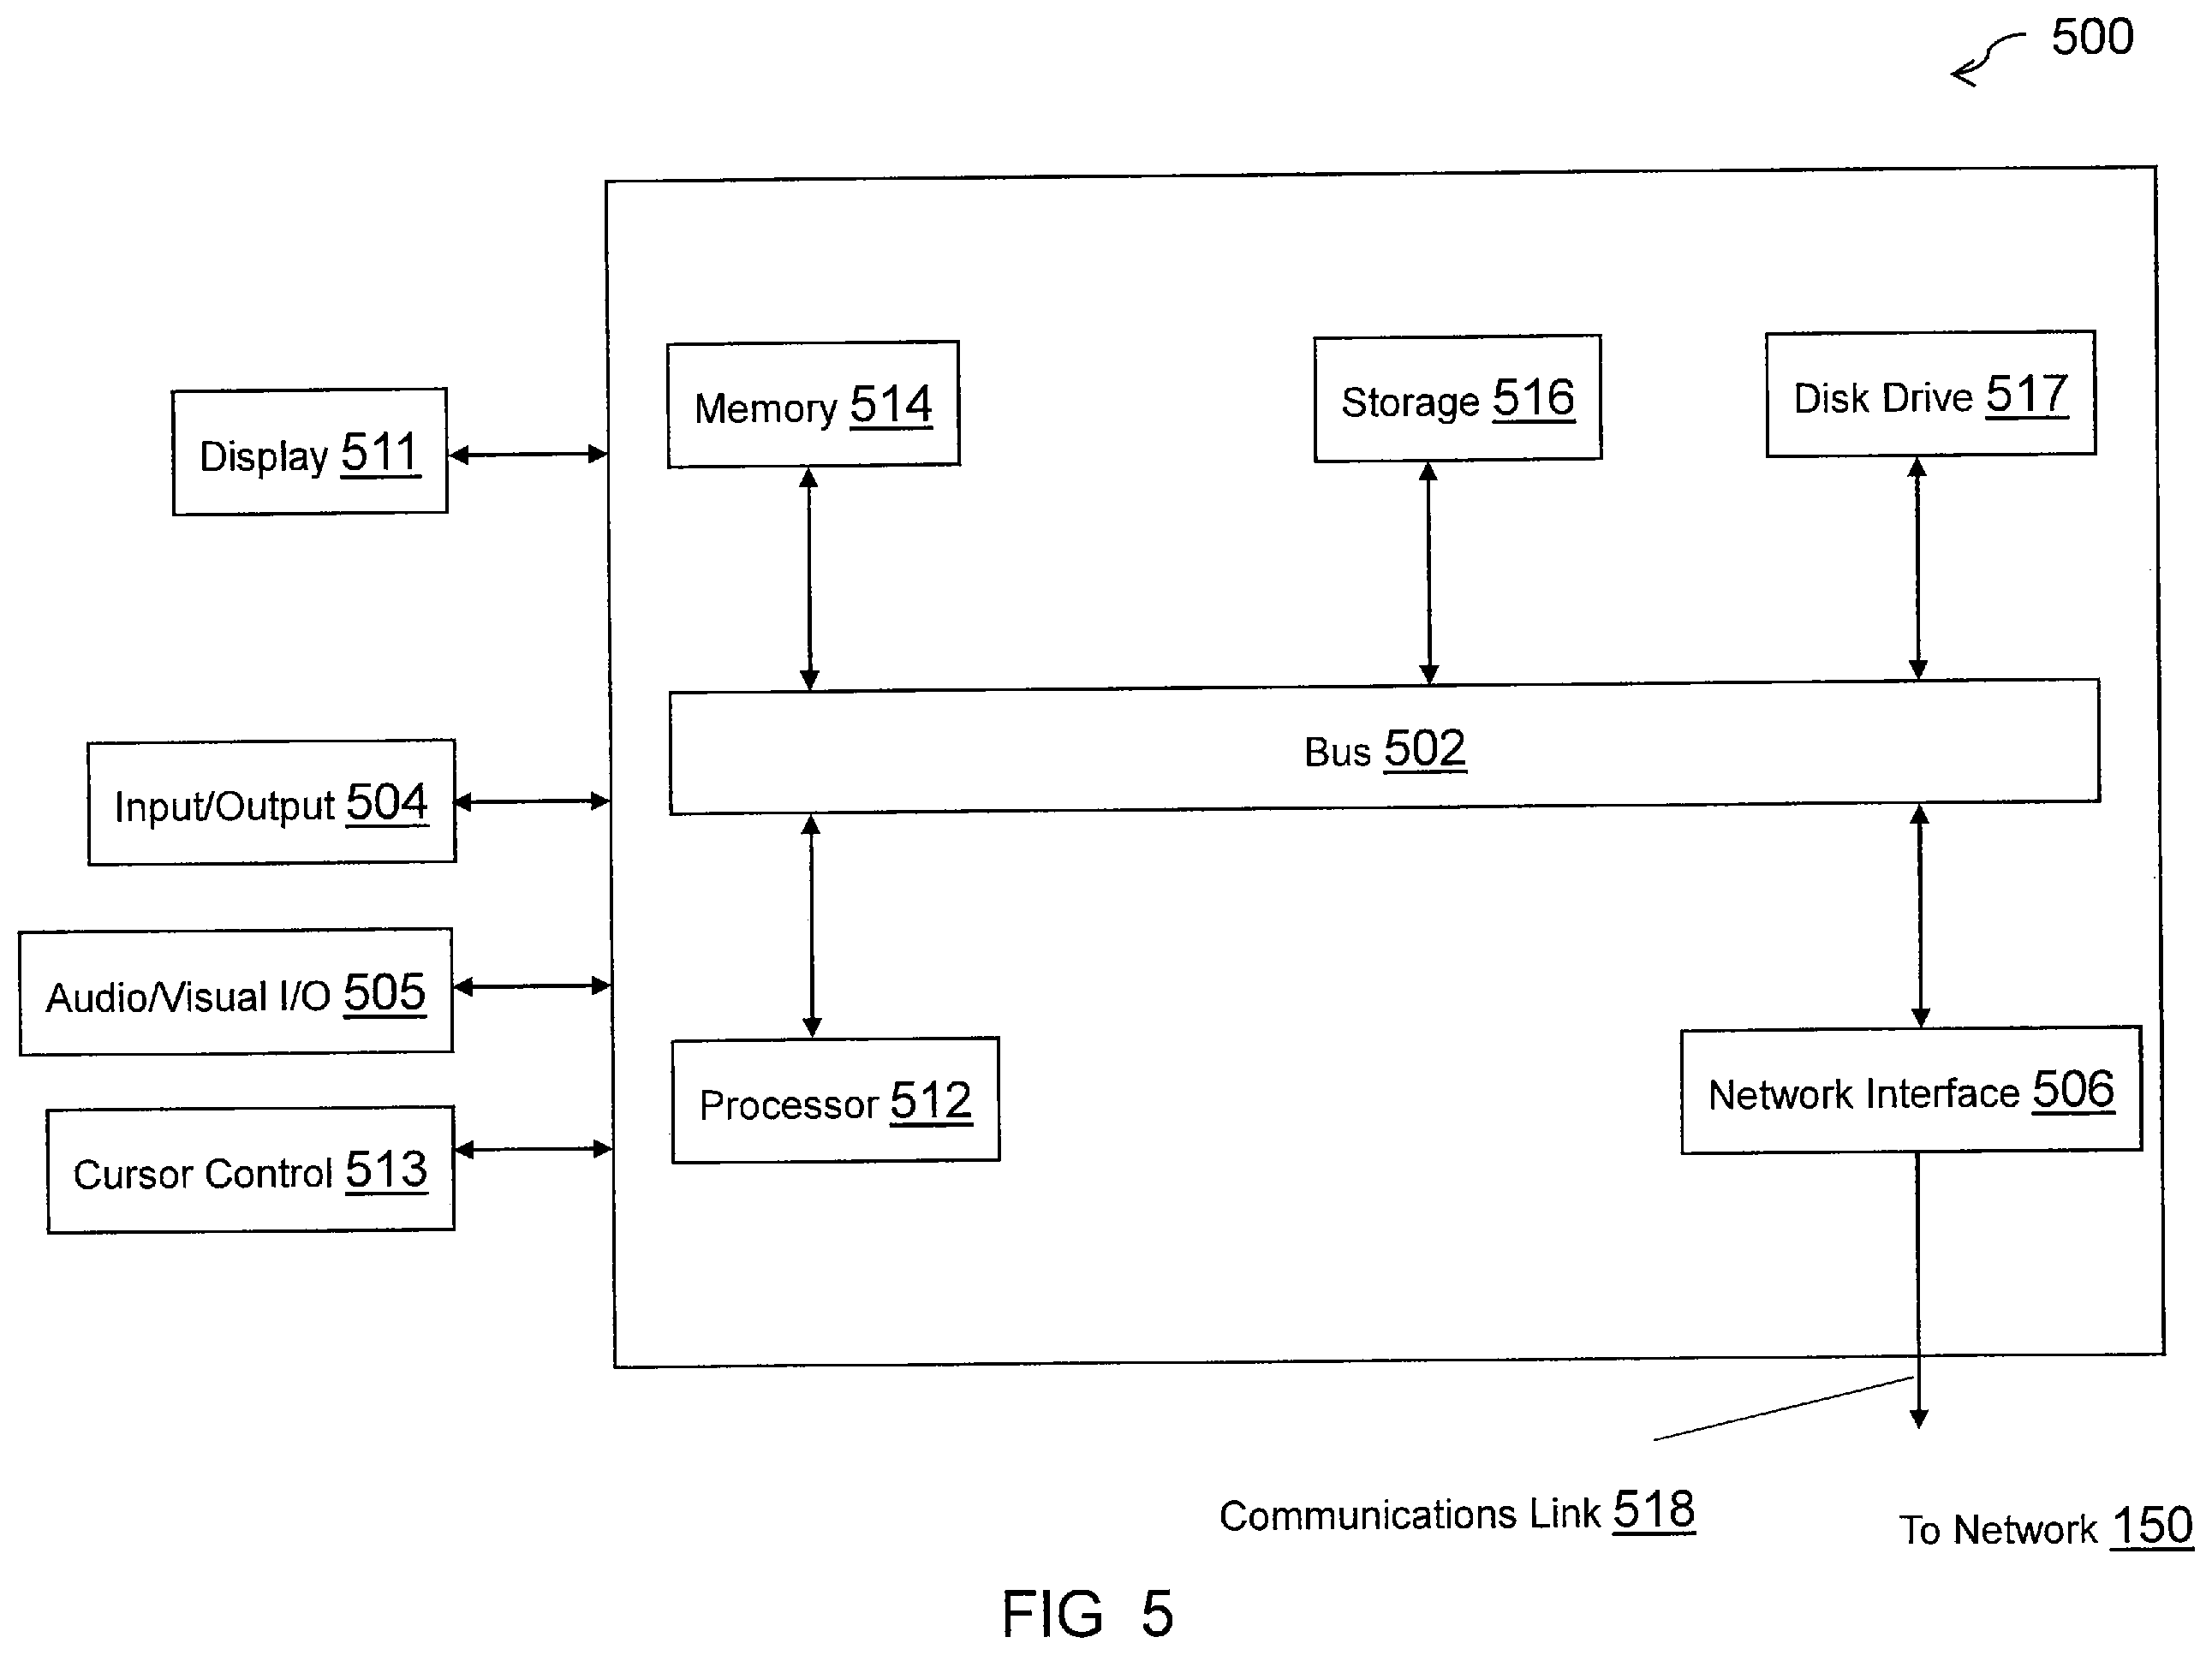 500
Memory 514
Storage 516
Disk Drive 517
Display 511
Bus 502
Input/Output 504
Audio/Visual I/O 505
Processor 512
Network Interface 506
Cursor Control 513
Communications Link 518
To Network 150
FIG 5